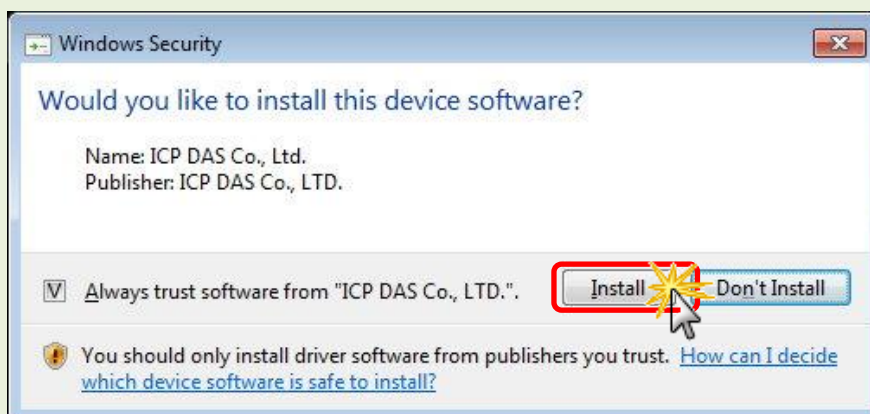 Windows Security
Would you like to install this device software?
Name: ICP DAS Co., Ltd.
Publisher: ICP DAS Co., LTD.
V Always trust software from "ICP DAS Co., LTD.".
Install Don't Install
You should only install driver software from publishers you trust. How can I decide
which device software is safe to install?